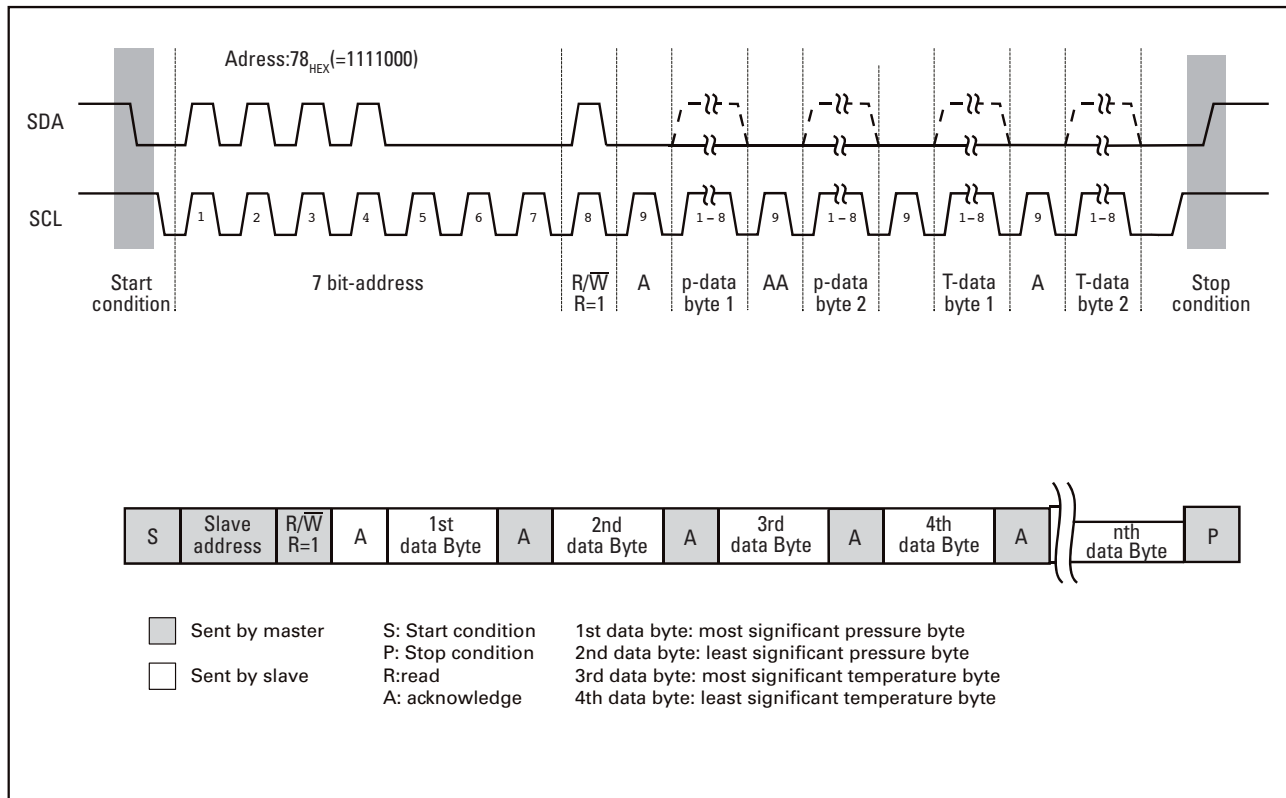 Adress:78HEX(=1111000)
SDA
SCL
1 2 3 4 5 6 7 8 9 1–8 9 1–8 9 1–8 9 1–8
Start condition
7 bit-address
R/W̅ R=1
A
p-data byte 1
AA
p-data byte 2
T-data byte 1
A
T-data byte 2
Stop condition
S
Slave address
R/W̅ R=1
A
1st data Byte
A
2nd data Byte
A
3rd data Byte
A
4th data Byte
A
nth data Byte
P
Sent by master
Sent by slave
S: Start condition
P: Stop condition
R:read
A: acknowledge
1st data byte: most significant pressure byte
2nd data byte: least significant pressure byte
3rd data byte: most significant temperature byte
4th data byte: least significant temperature byte